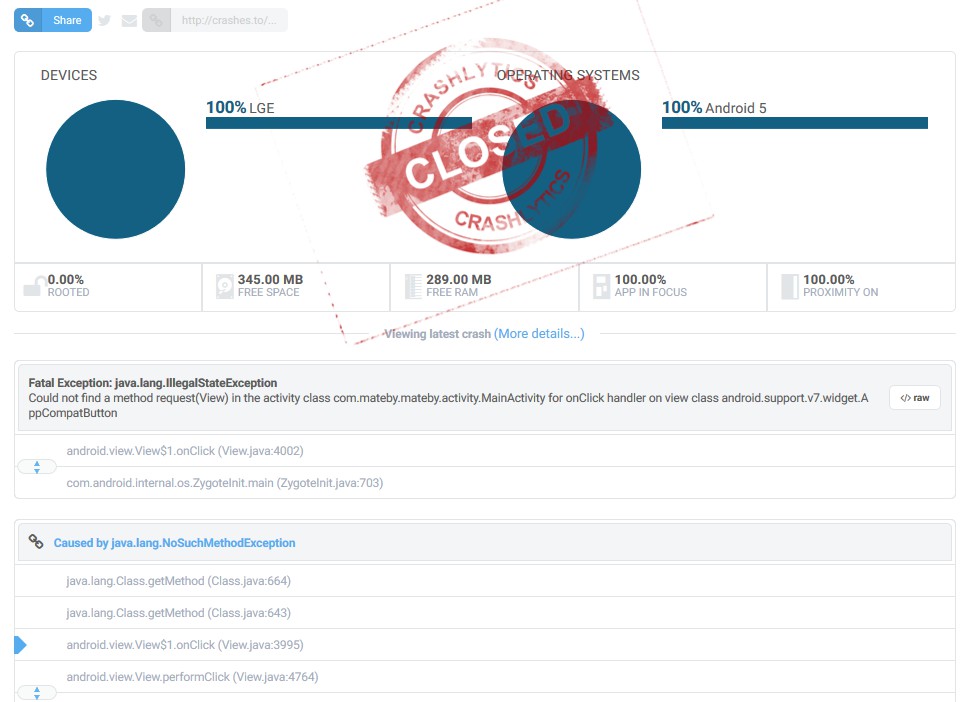 Share
http://crashes.to/...
DEVICES
100% LGE
OPERATING SYSTEMS
100% Android 5
CRASHLYTICS
CLOSED
CRASHLYTICS
0.00%
ROOTED
345.00 MB
FREE SPACE
289.00 MB
FREE RAM
100.00%
APP IN FOCUS
100.00%
PROXIMITY ON
Viewing latest crash (More details...)
Fatal Exception: java.lang.IllegalStateException
Could not find a method request(View) in the activity class com.mateby.mateby.activity.MainActivity for onClick handler on view class android.support.v7.widget.A
ppCompatButton
</> raw
android.view.View$1.onClick (View.java:4002)
com.android.internal.os.ZygoteInit.main (ZygoteInit.java:703)
Caused by java.lang.NoSuchMethodException
java.lang.Class.getMethod (Class.java:664)
java.lang.Class.getMethod (Class.java:643)
android.view.View$1.onClick (View.java:3995)
android.view.View.performClick (View.java:4764)